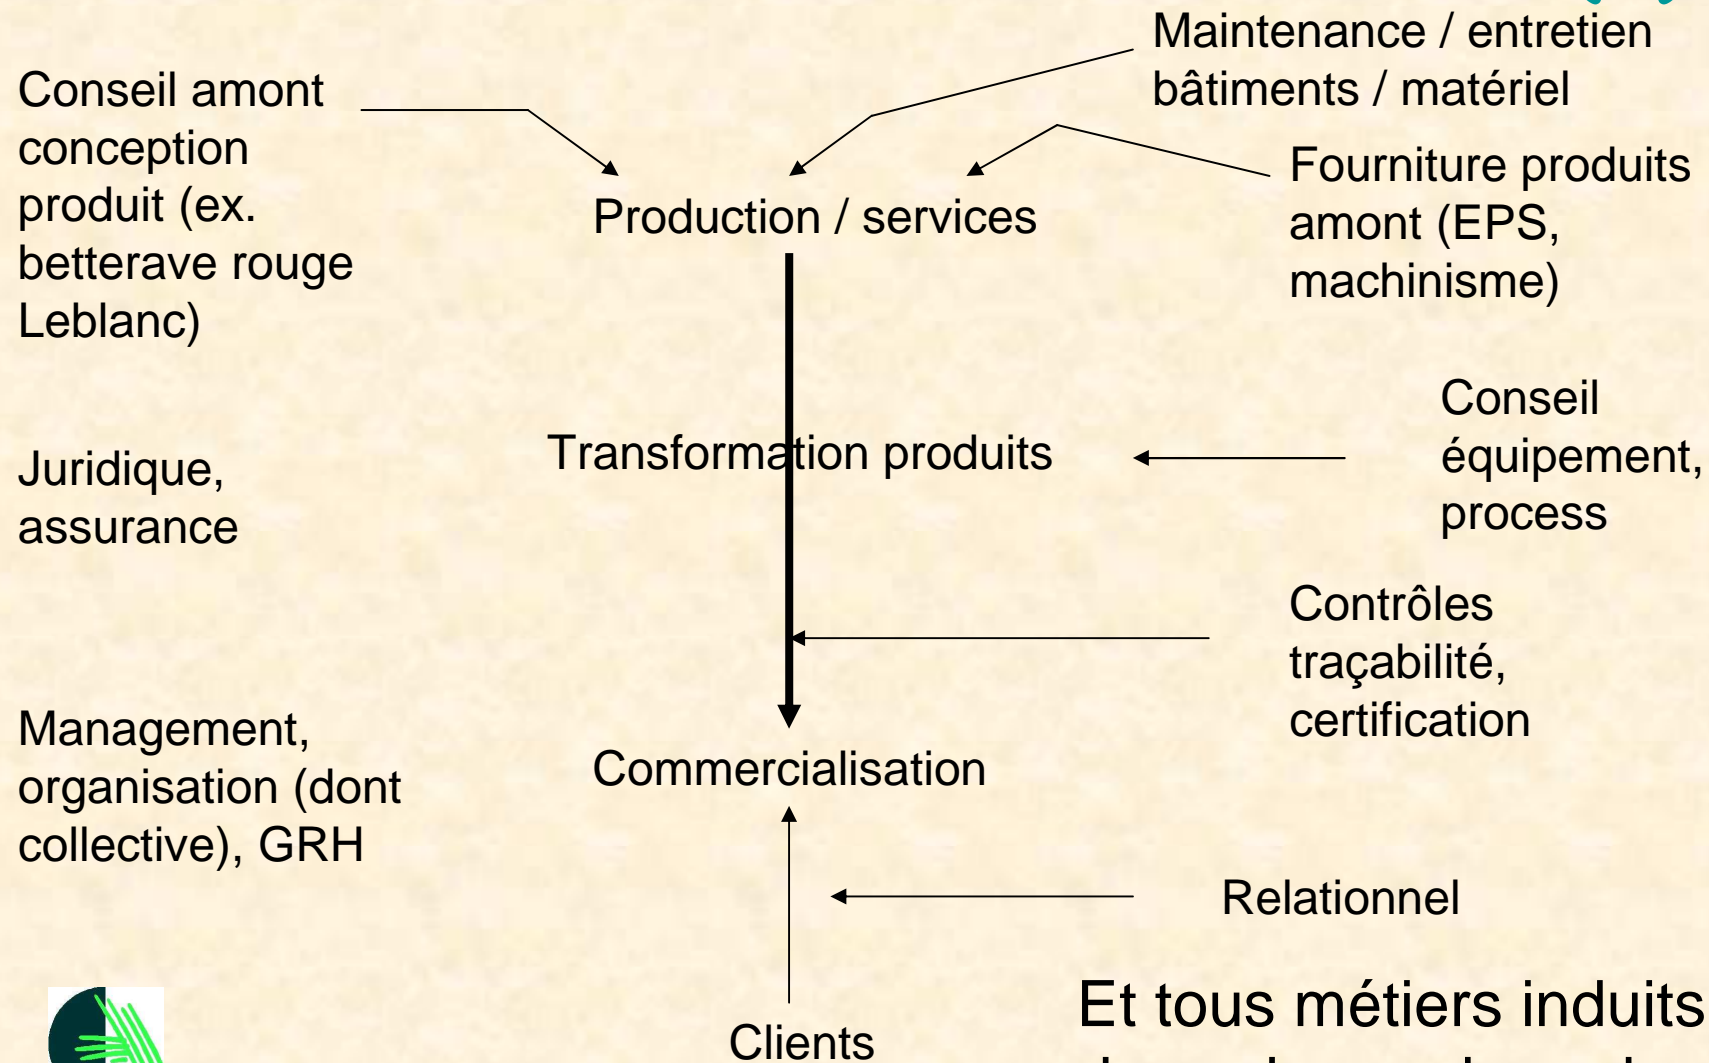 Maintenance / entretien
bâtiments / matériel
Conseil amont
conception
produit (ex.
betterave rouge
Leblanc)
Fourniture produits
amont (EPS,
machinisme)
Production / services
Conseil
équipement,
process
Transformation produits
Juridique,
assurance
Contrôles
traçabilité,
certification
Management,
organisation (dont
collective), GRH
Commercialisation
Relationnel
Et tous métiers induits
Clients